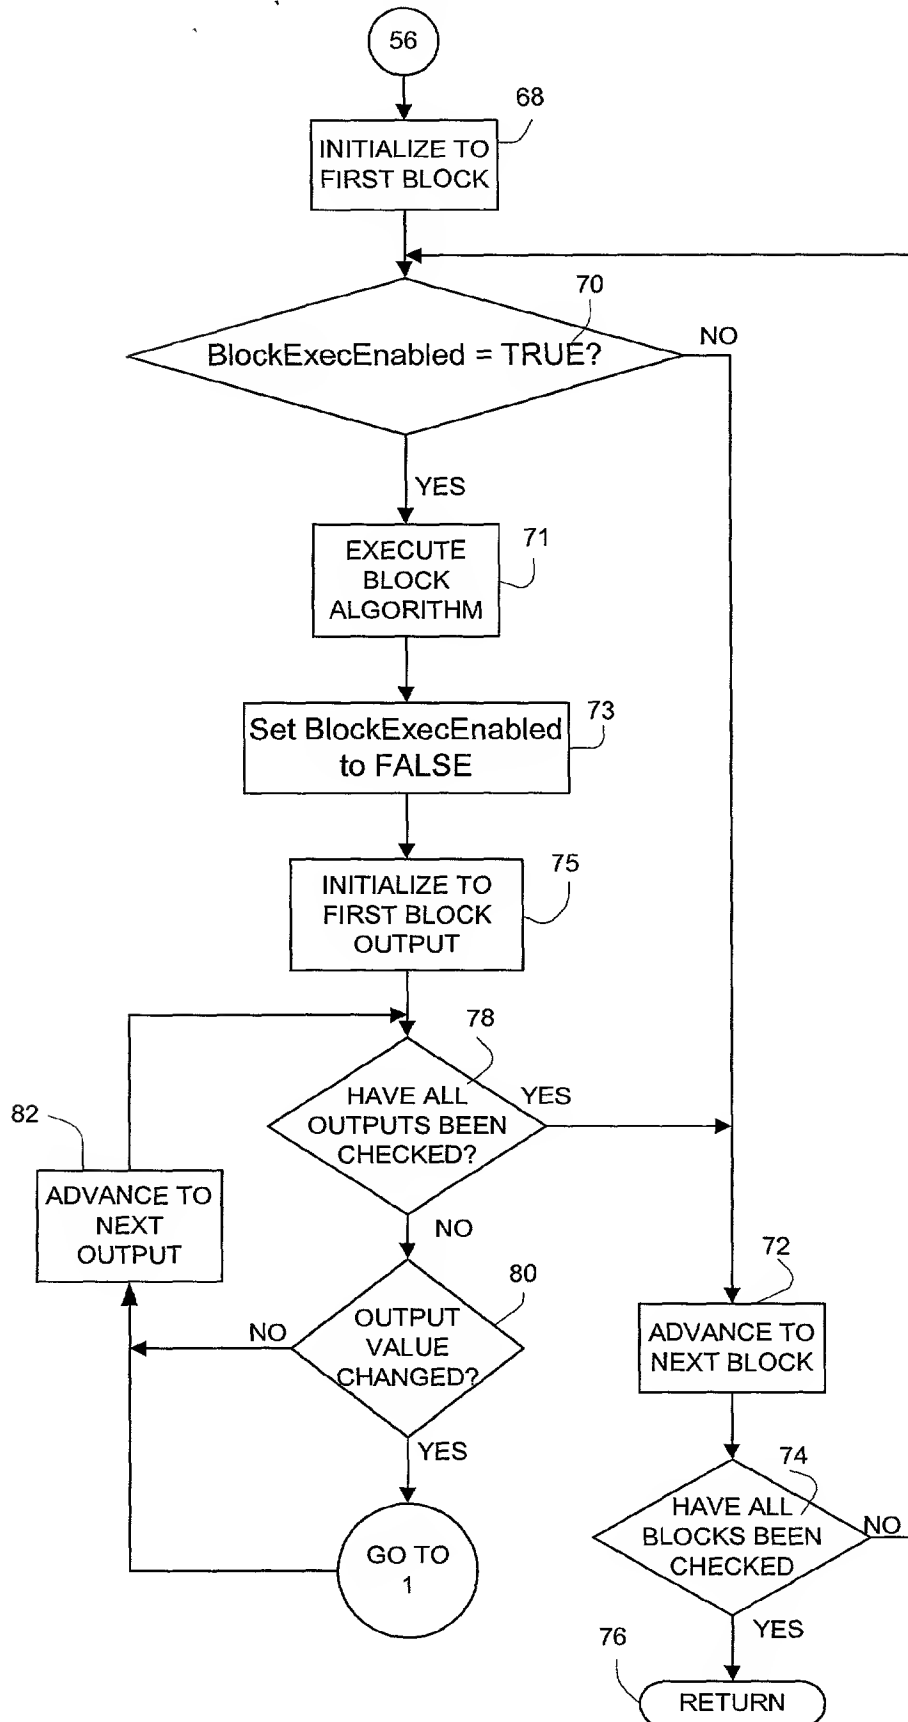 56
68
INITIALIZE TO
FIRST BLOCK
70
BlockExecEnabled = TRUE?
NO
YES
71
EXECUTE
BLOCK
ALGORITHM
73
Set BlockExecEnabled
to FALSE
75
INITIALIZE TO
FIRST BLOCK
OUTPUT
78
HAVE ALL
OUTPUTS BEEN
CHECKED?
YES
82
ADVANCE TO
NEXT
OUTPUT
NO
80
OUTPUT
VALUE
CHANGED?
NO
YES
GO TO
1
72
ADVANCE TO
NEXT BLOCK
74
HAVE ALL
BLOCKS BEEN
CHECKED
NO
YES
76
RETURN